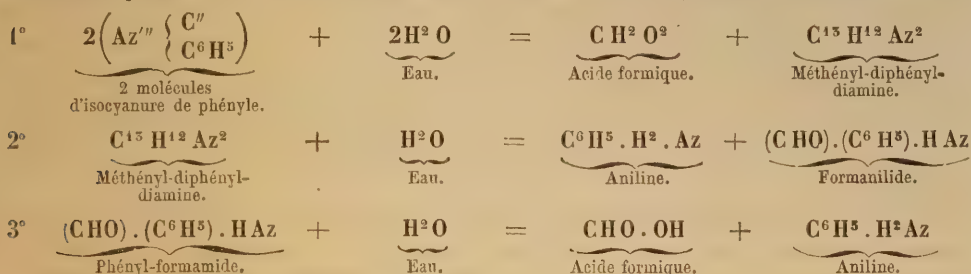 1° 2(Az''''{ C'' C⁶H⁵) + 2H²O = CH²O² + C¹³H¹²Az²
2 molécules d'isocyanure de phényle. Eau. Acide formique. Méthényl-diphényl-diamine.
2° C¹³H¹²Az² + H²O = C⁶H⁵.H².Az + (CHO).(C⁶H⁵).HAz
Méthényl-diphényl-diamine. Eau. Aniline. Formanilide.
3° (CHO).(C⁶H⁵).HAz + H²O = CHO.OH + C⁶H⁵.H²Az
Phényl-formamide. Eau. Acide formique. Aniline.